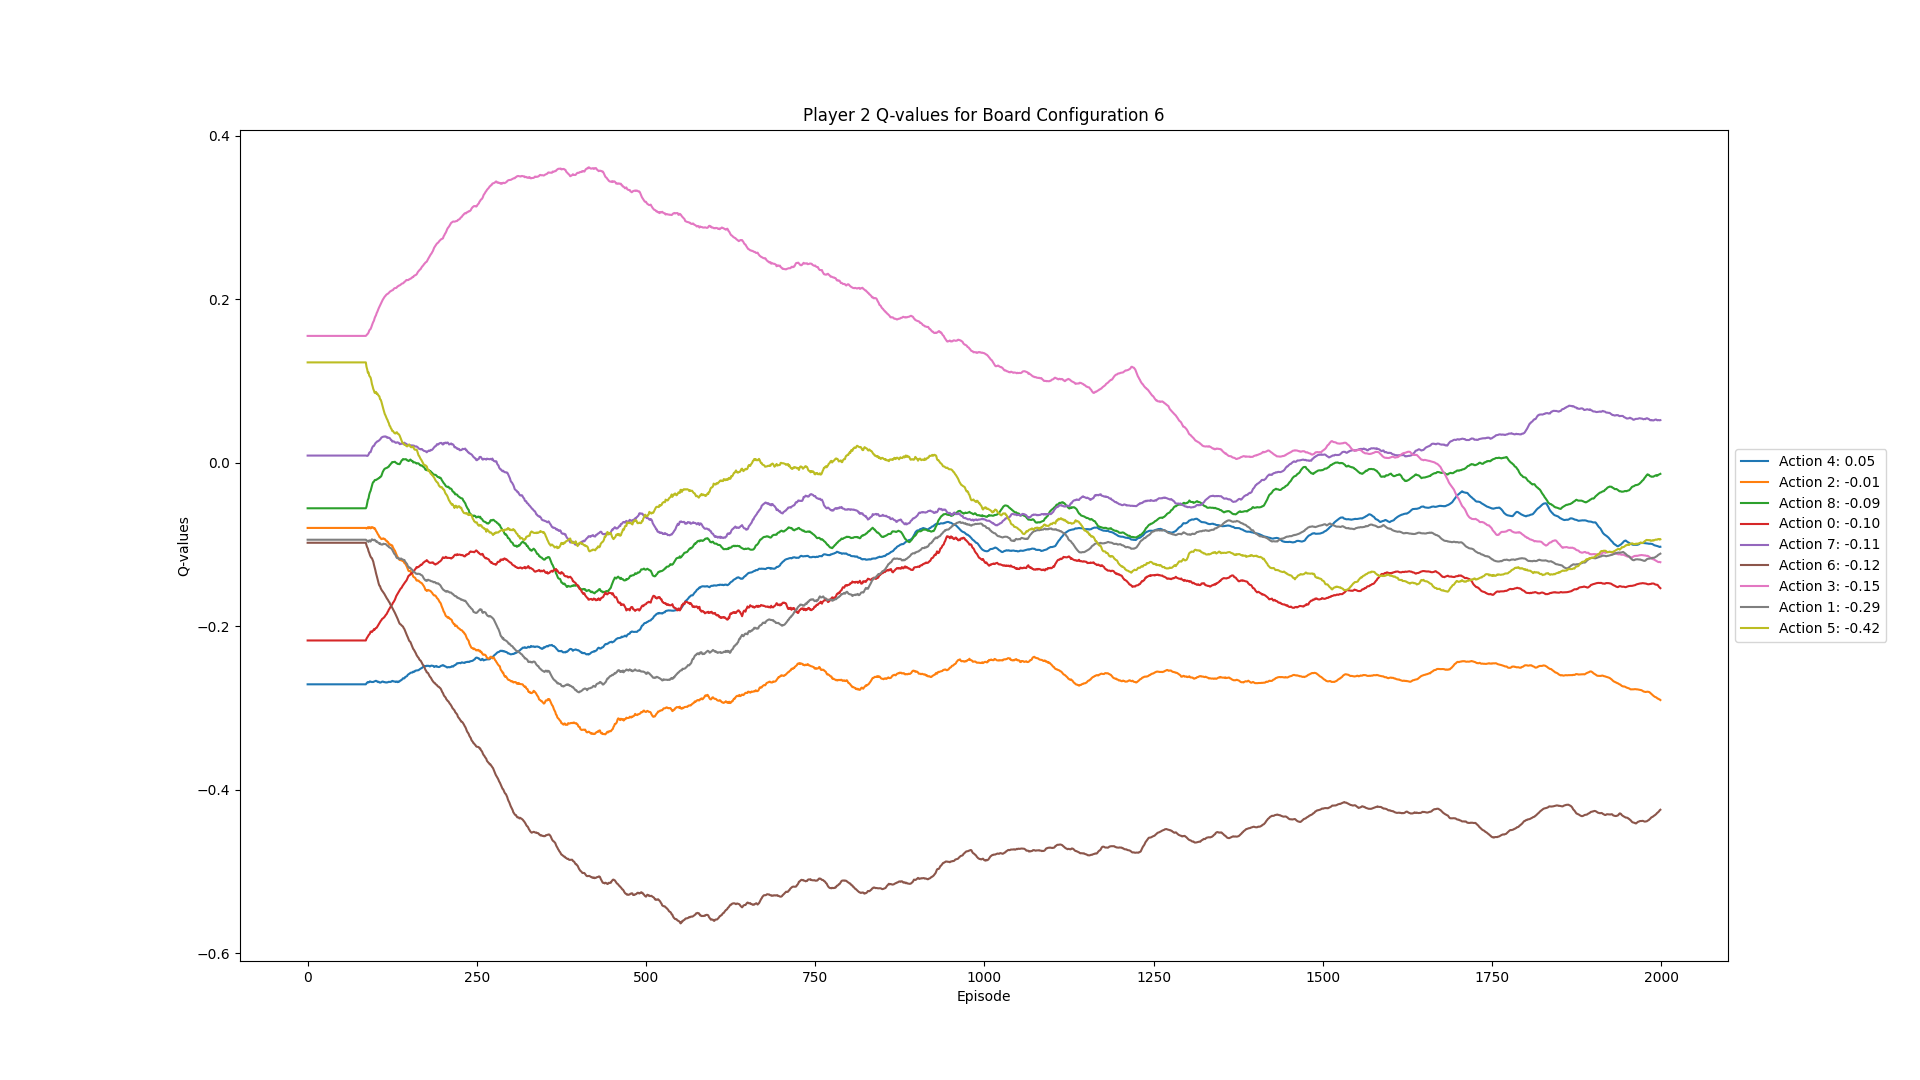 Player 2 Q-values for Board Configuration 6
0.4
0.2
0.0
−0.2
−0.4
−0.6
Q-values
0 250 500 750 1000 1250 1500 1750 2000
Episode
Action 4: 0.05
Action 2: -0.01
Action 8: -0.09
Action 0: -0.10
Action 7: -0.11
Action 6: -0.12
Action 3: -0.15
Action 1: -0.29
Action 5: -0.42